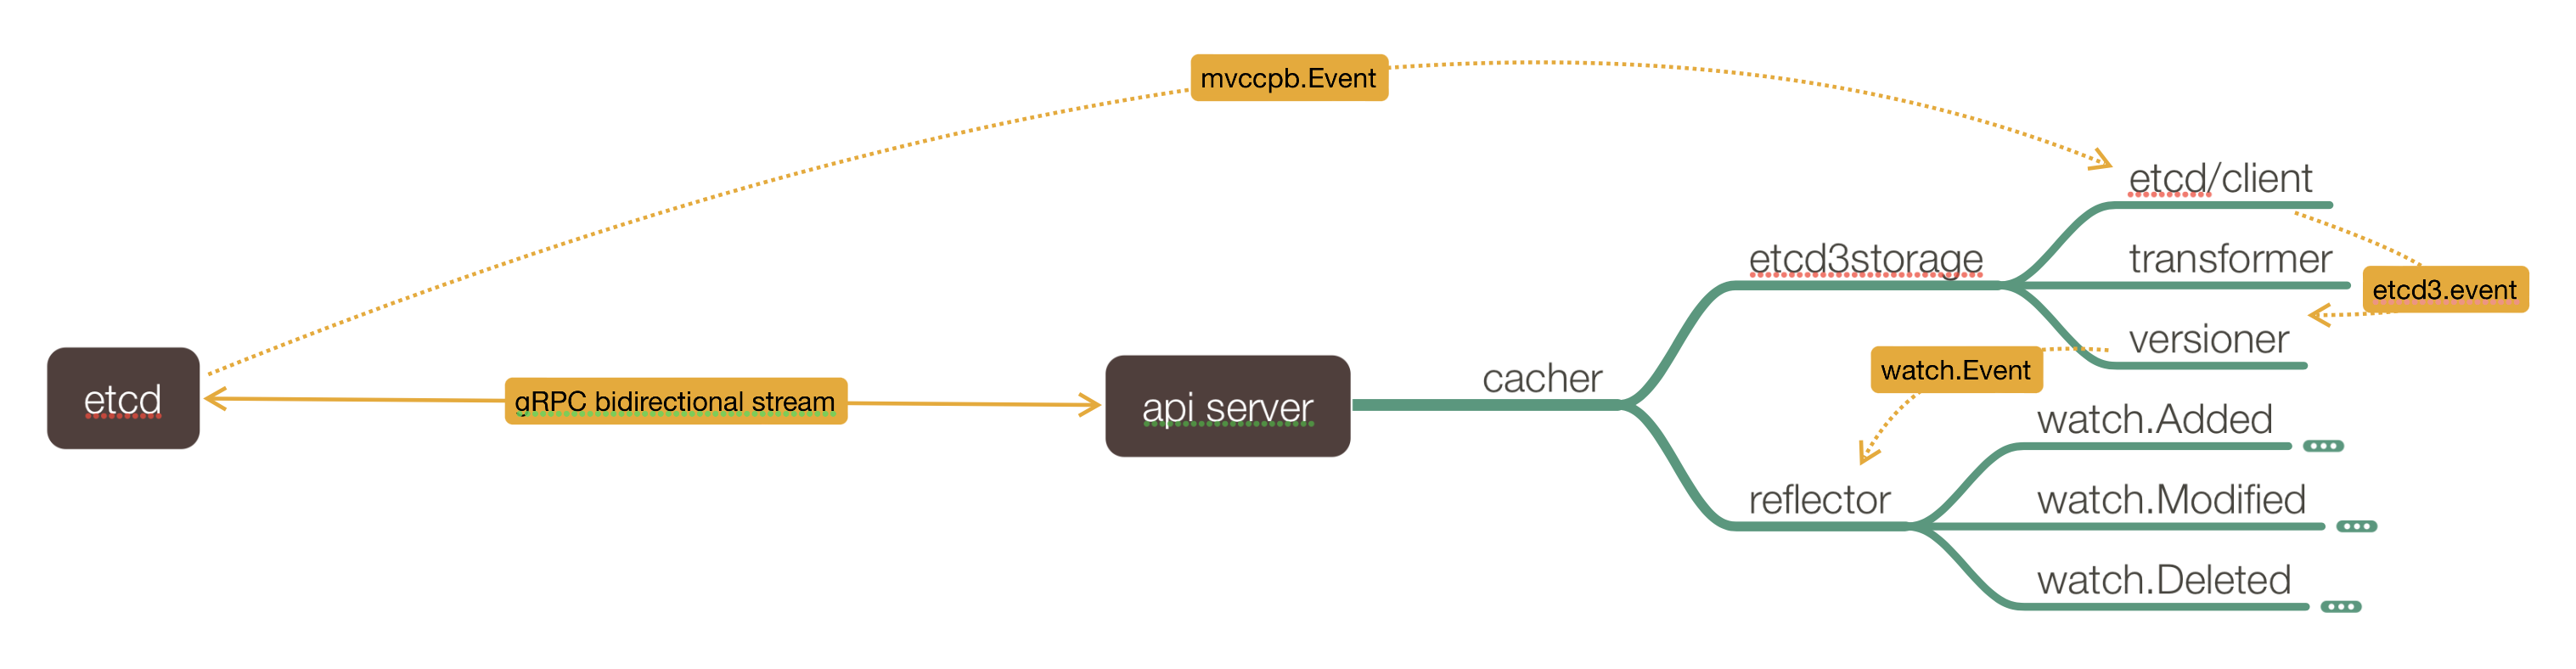 mvccpb.Event
etcd/client
etcd3storage
transformer
etcd3.event
versioner
watch.Event
etcd
gRPC bidirectional stream
api server
cacher
watch.Added
reflector
watch.Modified
watch.Deleted